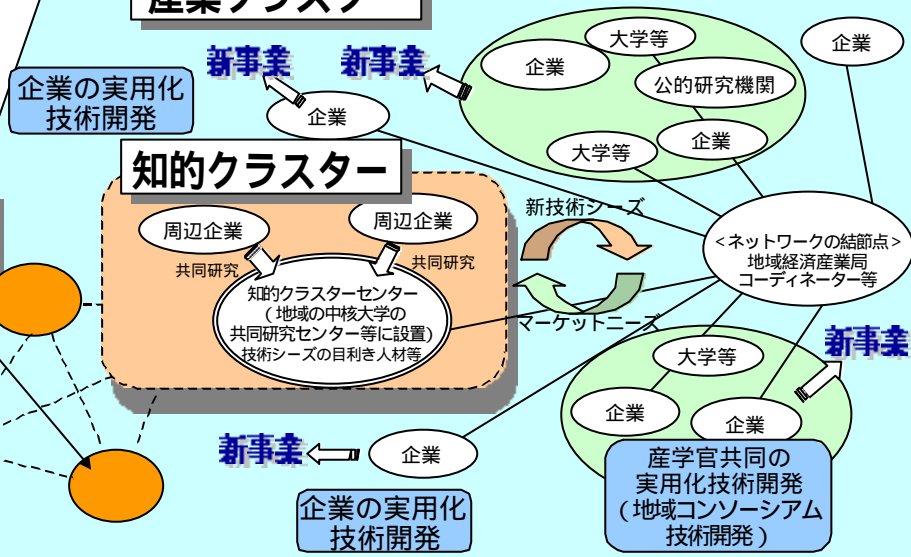 産業クラスター
新事業
新事業
大学等
企業
企業
公的研究機関
企業の実用化
技術開発
企業
大学等
企業
知的クラスター
周辺企業
周辺企業
共同研究
共同研究
知的クラスターセンター
(地域の中核大学の
共同研究センター等に設置)
技術シーズの目利き人材等
新技術シーズ
マーケットニーズ
<ネットワークの結節点>
地域経済産業局
コーディネーター等
大学等
新事業
企業
企業
新事業
企業
企業の実用化
技術開発
産学官共同の
実用化技術開発
(地域コンソーシアム
技術開発)